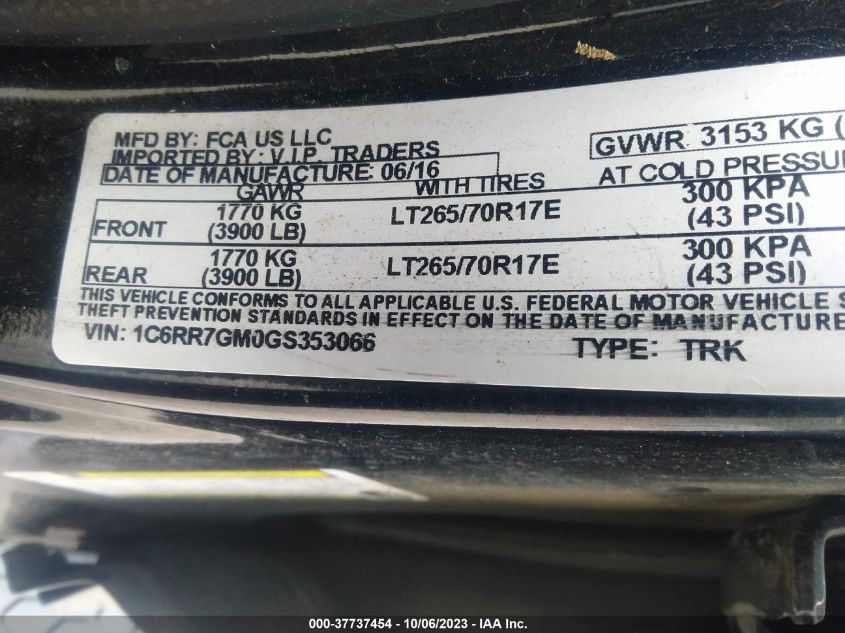 MFD BY: FCA US LLC
IMPORTED BY: V.I.P. TRADERS
DATE OF MANUFACTURE: 06/16
GVWR 3153 KG (
GAWR WITH TIRES AT COLD PRESSU
FRONT 1770 KG (3900 LB) LT265/70R17E 300 KPA (43 PSI)
REAR 1770 KG (3900 LB) LT265/70R17E 300 KPA (43 PSI)
THIS VEHICLE CONFORMS TO ALL APPLICABLE U.S. FEDERAL MOTOR VEHICLE S
THEFT PREVENTION STANDARDS IN EFFECT ON THE DATE OF MANUFACTURE
VIN: 1C6RR7GM0GS353066 TYPE: TRK
000-37737454 - 10/06/2023 - IAA Inc.